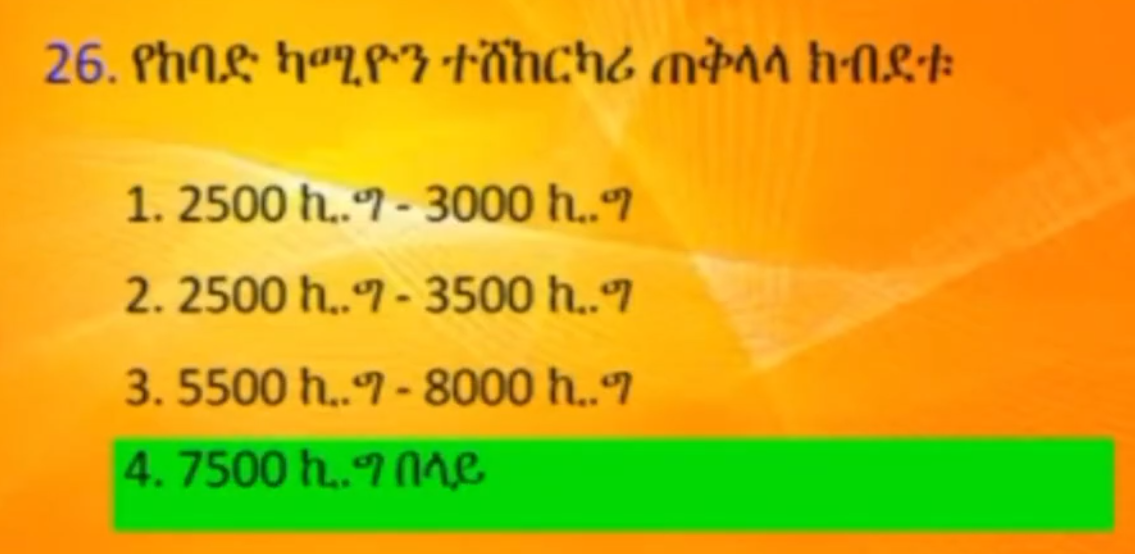 26. የከባድ ካሚዮን ተሽከርካሪ ጠቅላላ ክብደቱ፡
1. 2500 ኪ.ግ - 3000 ኪ.ግ
2. 2500 ኪ.ግ - 3500 ኪ.ግ
3. 5500 ኪ.ግ - 8000 ኪ.ግ
4. 7500 ኪ.ግ በላይ